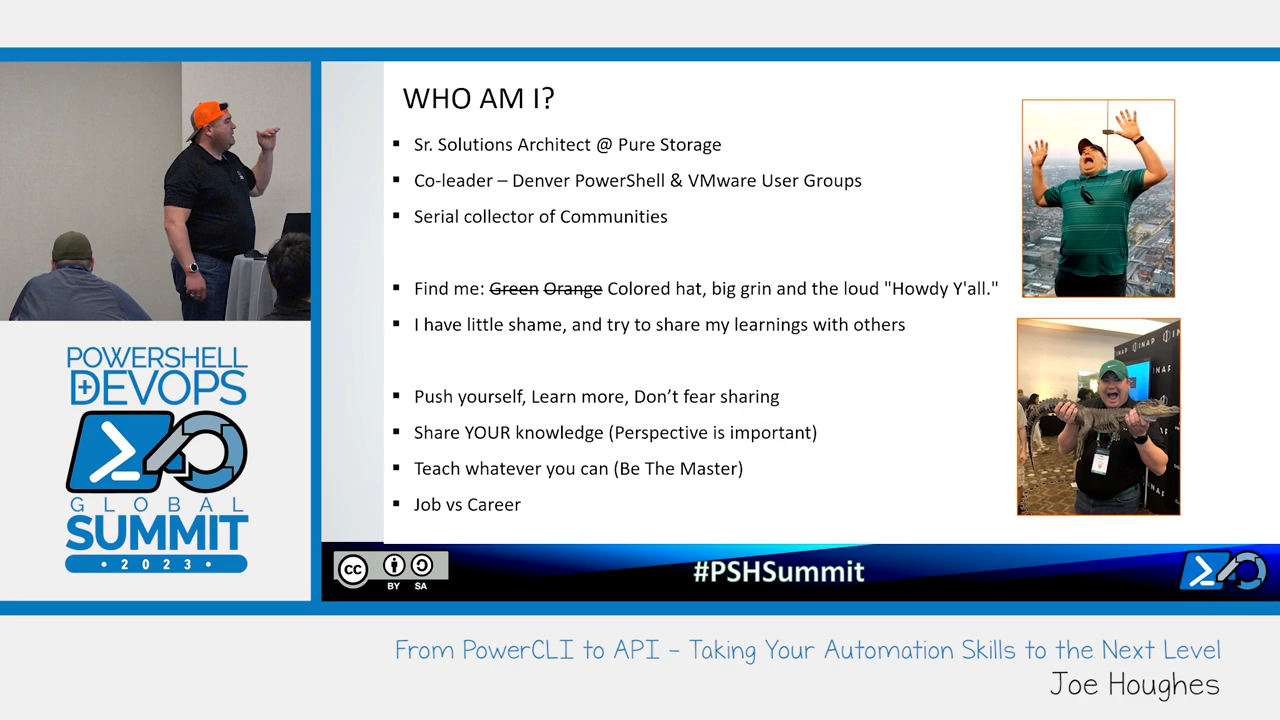 WHO AM I?
Sr. Solutions Architect @ Pure Storage
Co-leader – Denver PowerShell & VMware User Groups
Serial collector of Communities
Find me: Green Orange Colored hat, big grin and the loud "Howdy Y'all."
I have little shame, and try to share my learnings with others
Push yourself, Learn more, Don’t fear sharing
Share YOUR knowledge (Perspective is important)
Teach whatever you can (Be The Master)
Job vs Career
INAP
INAP
INAP
POWERSHELL
+DEVOPS
GLOBAL
SUMMIT
• 2023 •
cc
BY SA
#PSHSummit
From PowerCLI to API – Taking Your Automation Skills to the Next Level
Joe Houghes